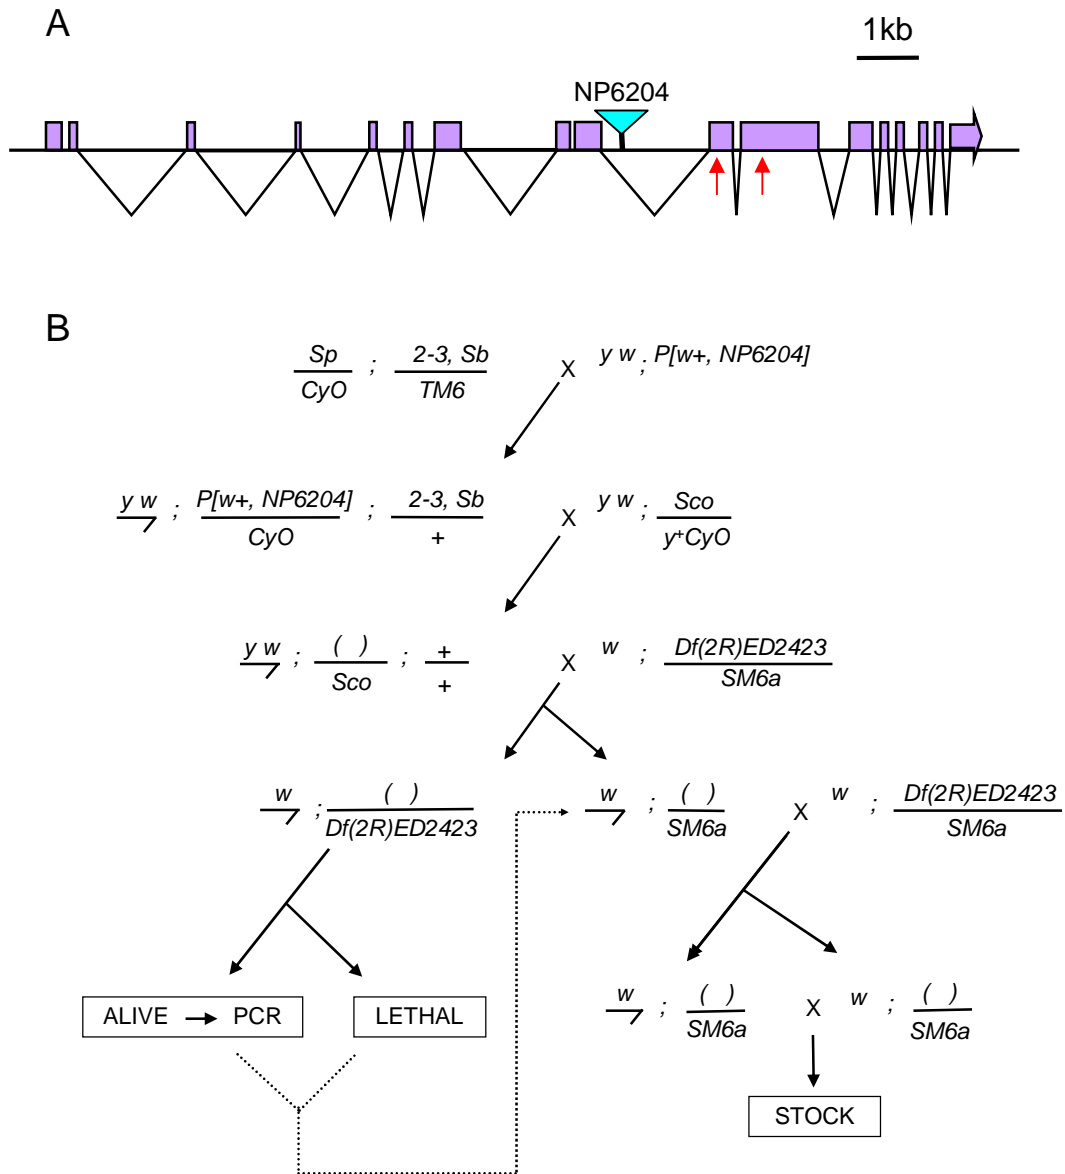 A
1kb
NP6204
B
Sp ; 2-3, Sb X y w ; P[w+, NP6204]
CyO TM6
y w ; P[w+, NP6204] ; 2-3, Sb X y w ; Sco
CyO + y+CyO
y w ; ( ) ; + X w ; Df(2R)ED2423
Sco + SM6a
w ; ( ) w ; ( ) X w ; Df(2R)ED2423
Df(2R)ED2423 SM6a SM6a
ALIVE → PCR LETHAL w ; ( ) X w ; ( )
SM6a SM6a
STOCK